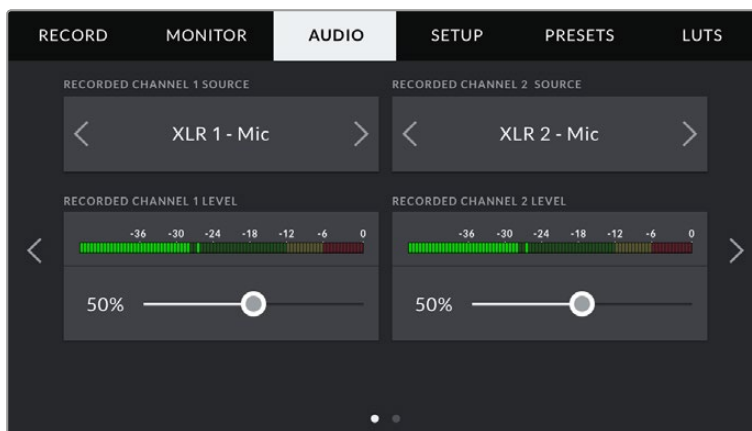 RECORD MONITOR AUDIO SETUP PRESETS LUTS
RECORDED CHANNEL 1 SOURCE RECORDED CHANNEL 2 SOURCE
XLR 1 - Mic XLR 2 - Mic
RECORDED CHANNEL 1 LEVEL RECORDED CHANNEL 2 LEVEL
-36 -30 -24 -18 -12 -6 0 -36 -30 -24 -18 -12 -6 0
50% 50%